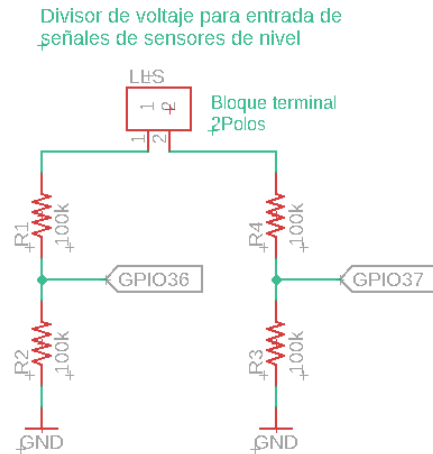 Divisor de voltaje para entrada de
señales de sensores de nivel
1 2
Bloque terminal
2Polos
1 2
R1 100k
R4 100k
GPIO36
GPIO37
R2 100k
R3 100k
GND
GND